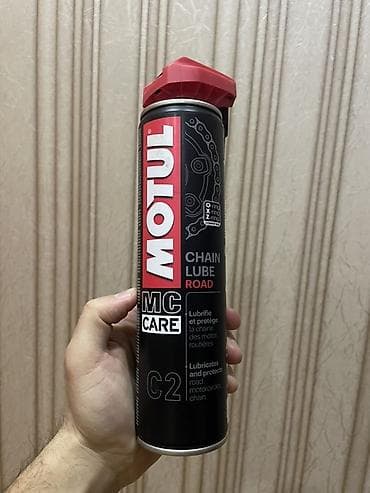 MOTUL®
CHAIN
LUBE
ROAD
MC
CARE
Lubrifie
et protège
la chaîne
des motos
routières
Lubricates
and protects
road
motorcycles
chain
C2